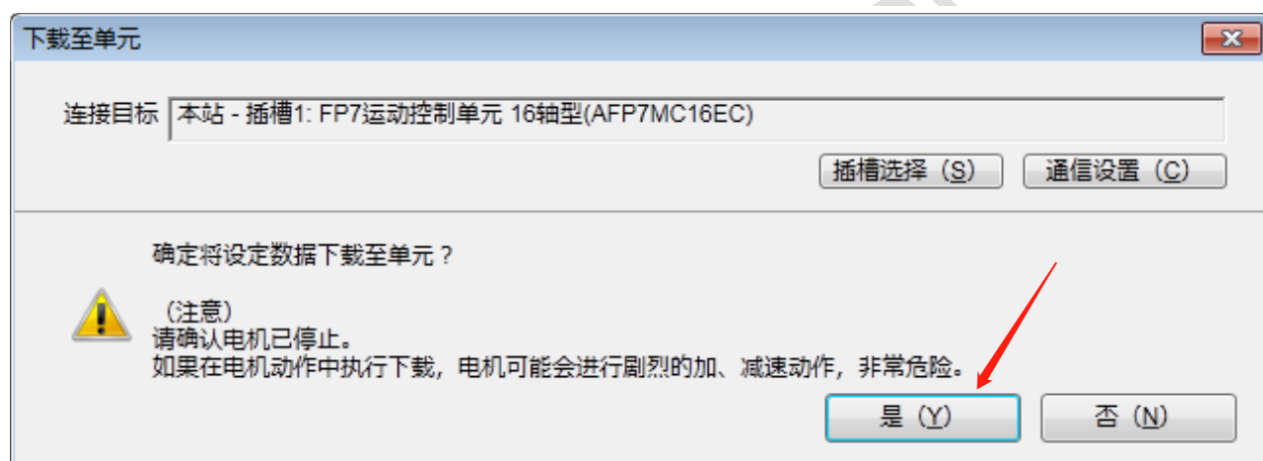 下载至单元
连接目标 本站 - 插槽1: FP7运动控制单元 16轴型(AFP7MC16EC)
插槽选择 (S) 通信设置 (C)
确定将设定数据下载至单元？
（注意）
请确认电机已停止。
如果在电机动作中执行下载，电机可能会进行剧烈的加、减速动作，非常危险。
是 (Y) 否 (N)